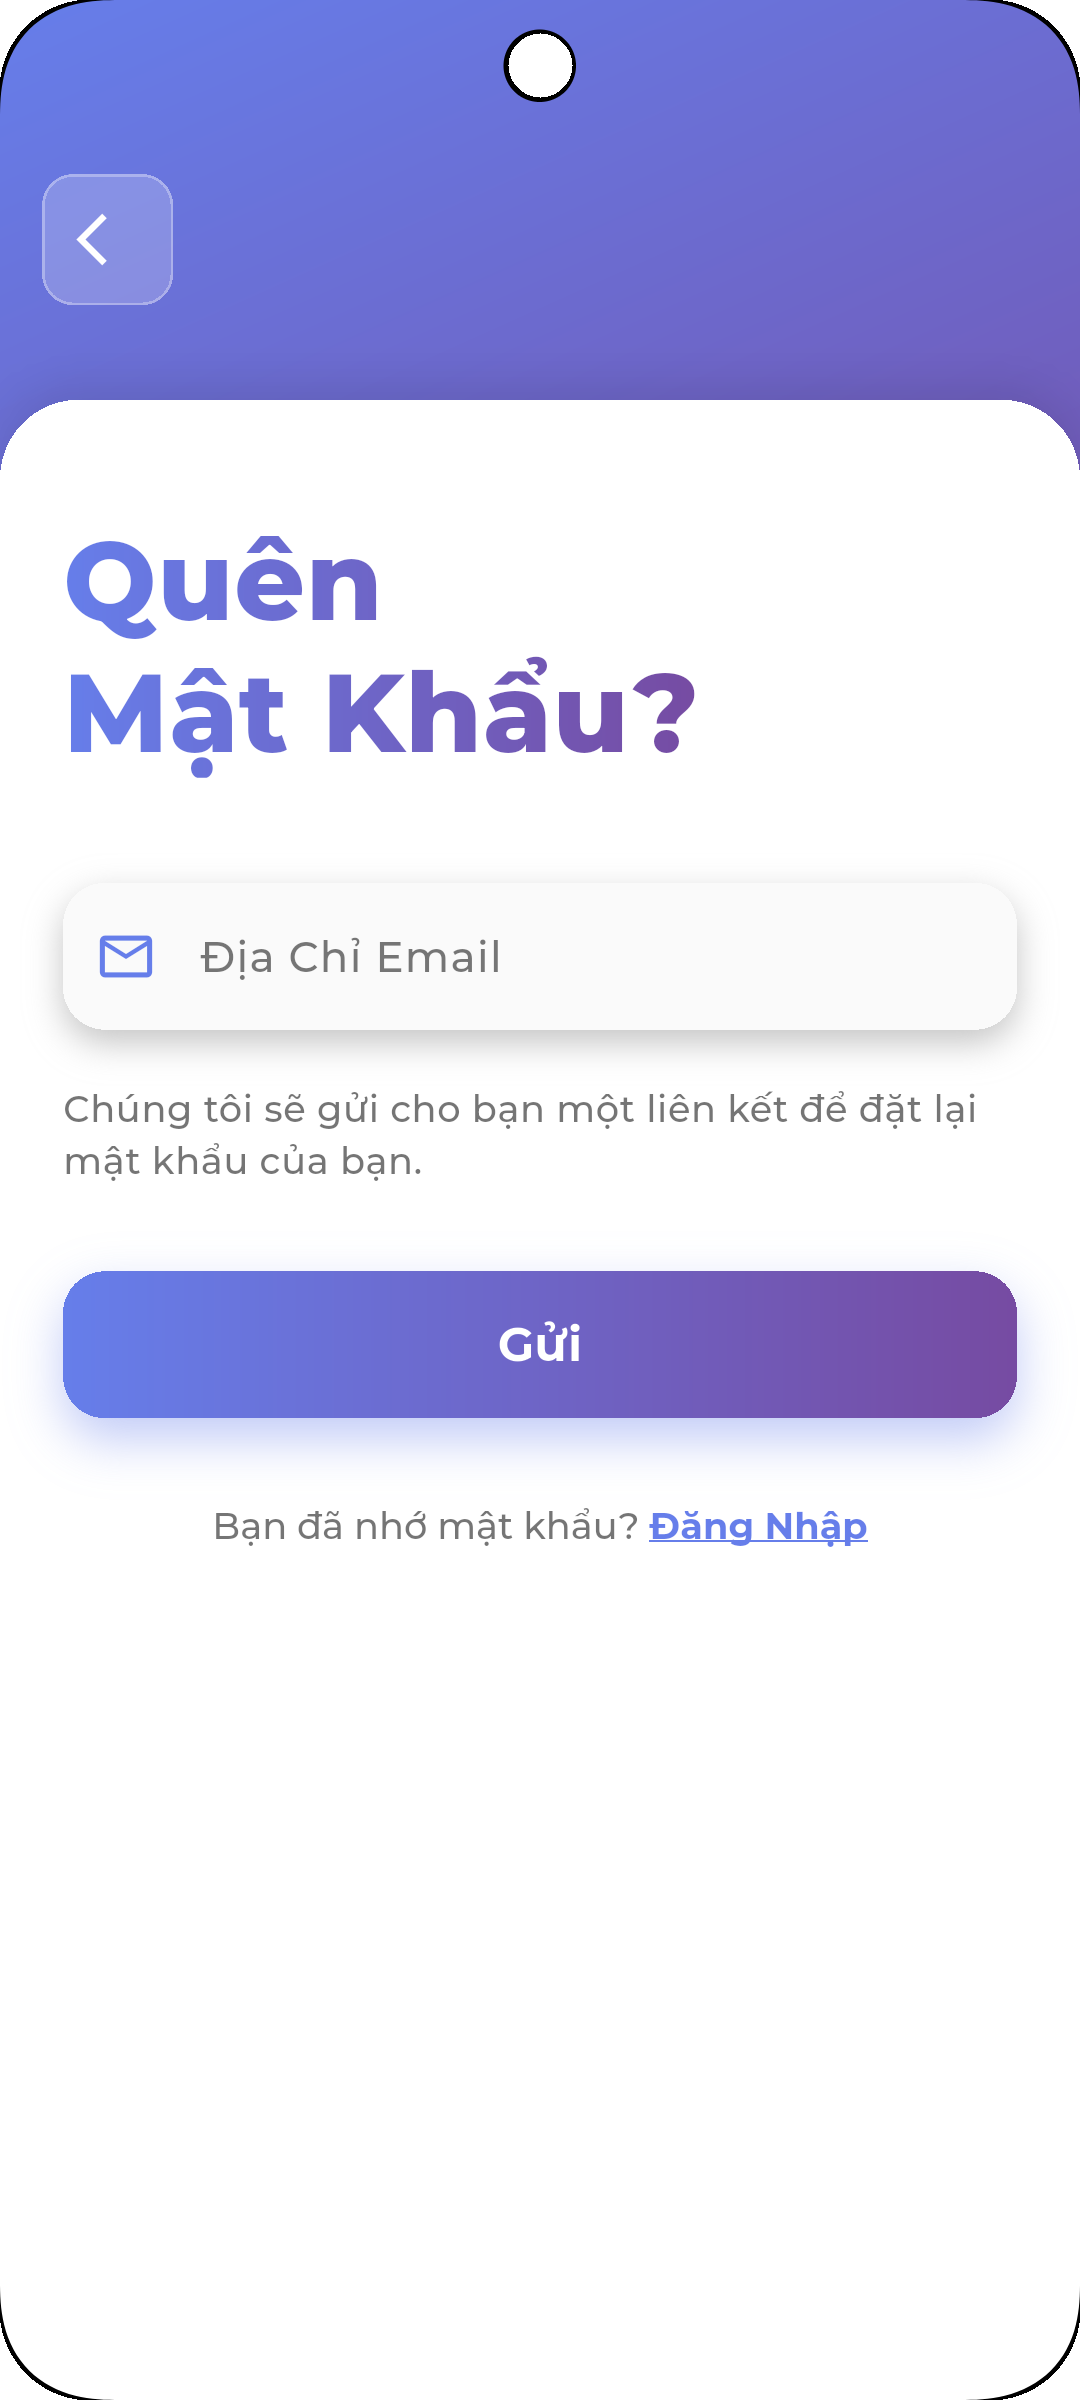 Quên
Mật Khẩu?
Địa Chỉ Email
Chúng tôi sẽ gửi cho bạn một liên kết để đặt lại
mật khẩu của bạn.
Gửi
Bạn đã nhớ mật khẩu? Đăng Nhập